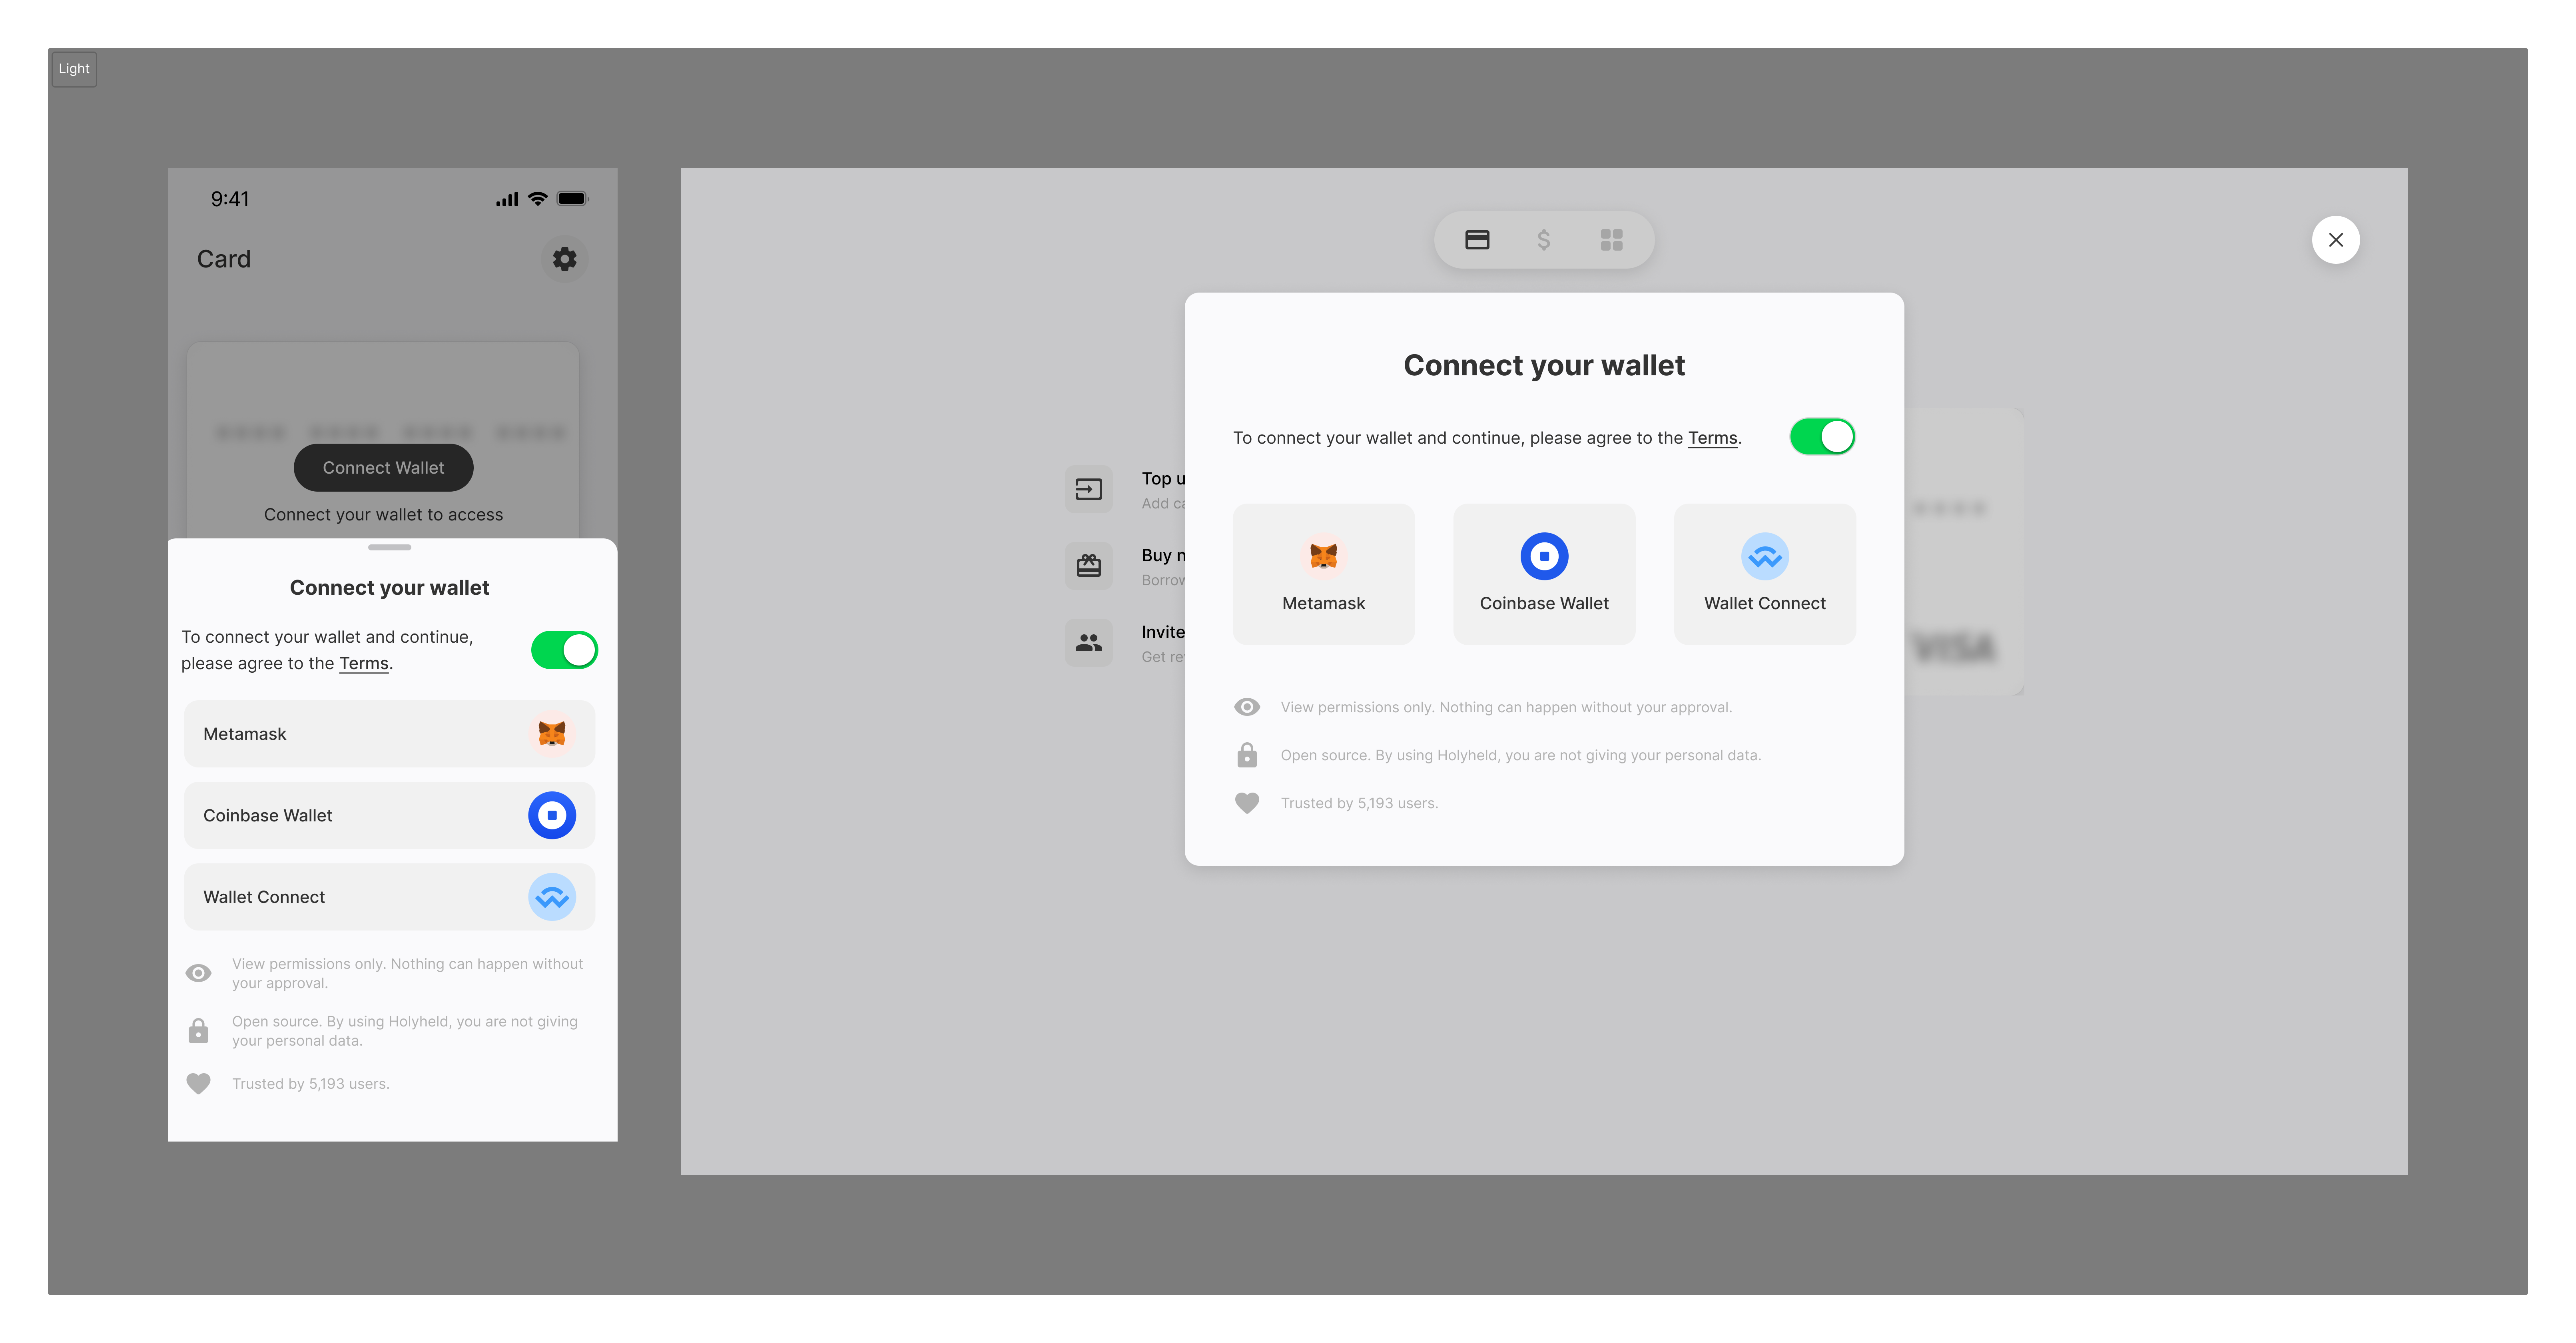 Light
9:41
Card
Connect Wallet
Connect your wallet to access
Connect your wallet
To connect your wallet and continue,
please agree to the Terms.
Metamask
Coinbase Wallet
Wallet Connect
View permissions only. Nothing can happen without
your approval.
Open source. By using Holyheld, you are not giving
your personal data.
Trusted by 5,193 users.
$
Top u
Add ca
Buy n
Borrow
Invite
Get re
Connect your wallet
To connect your wallet and continue, please agree to the Terms.
Metamask
Coinbase Wallet
Wallet Connect
View permissions only. Nothing can happen without your approval.
Open source. By using Holyheld, you are not giving your personal data.
Trusted by 5,193 users.
VISA